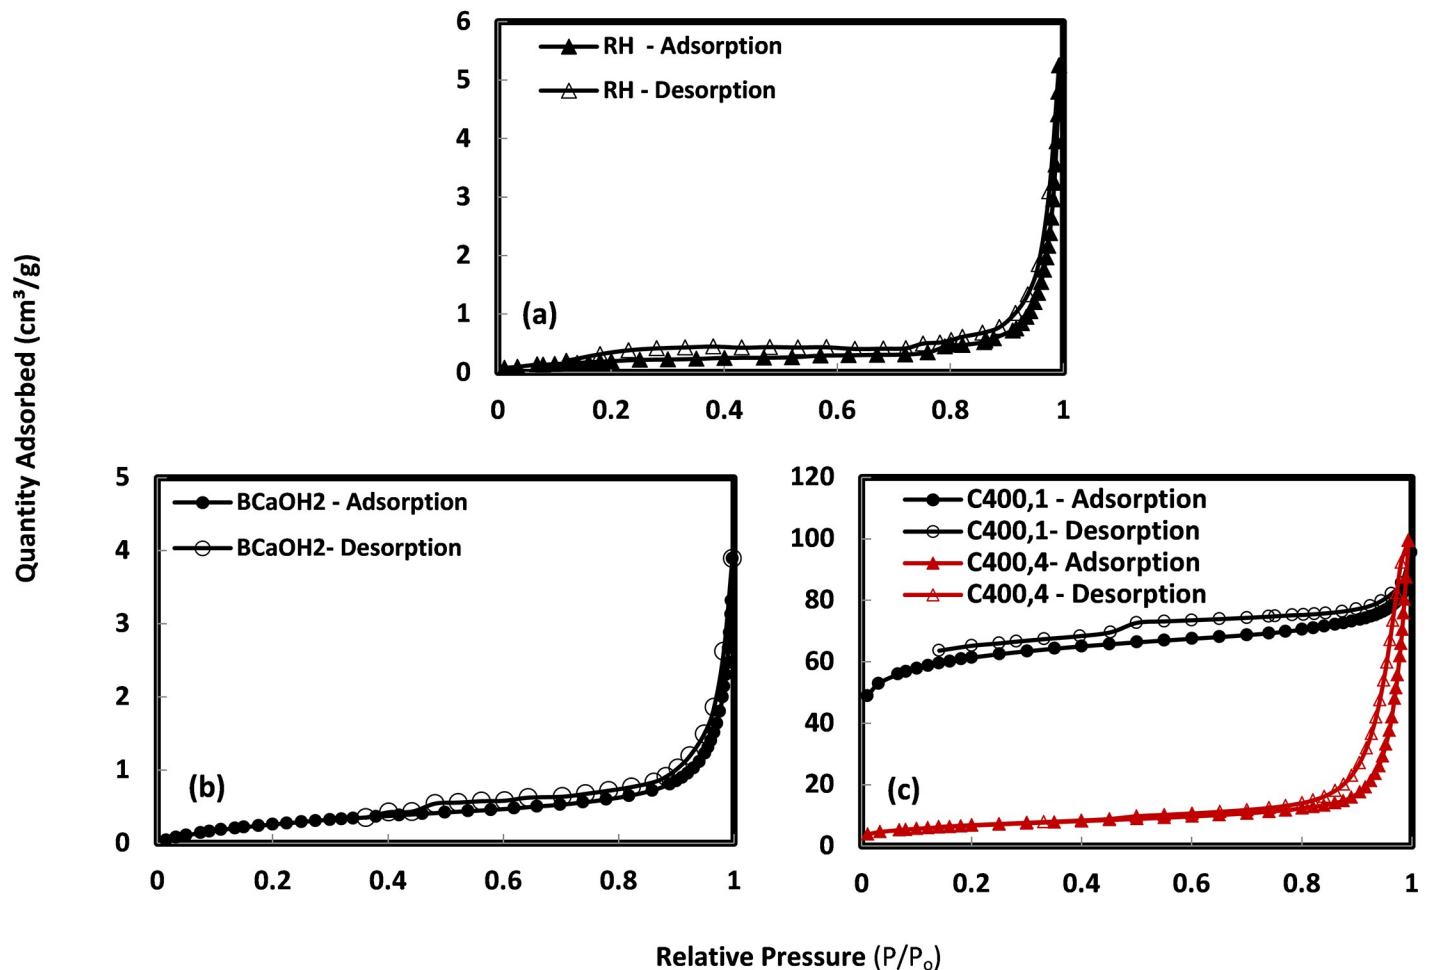 6
5
4
3
2
1
0
RH - Adsorption
RH - Desorption
(a)
0 0.2 0.4 0.6 0.8 1
Quantity Adsorbed (cm³/g)
5
4
3
2
1
0
BCaOH2 - Adsorption
BCaOH2- Desorption
(b)
0 0.2 0.4 0.6 0.8 1
120
100
80
60
40
20
0
C400,1 - Adsorption
C400,1- Desorption
C400,4- Adsorption
C400,4 - Desorption
(c)
0 0.2 0.4 0.6 0.8 1
Relative Pressure (P/Pₒ)